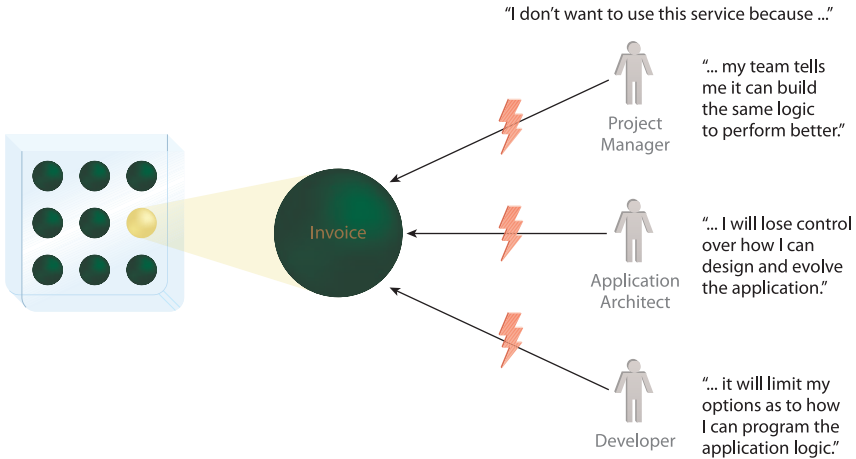 “I don’t want to use this service because ...”
“... my team tells
me it can build
the same logic
to perform better.”
Project
Manager
Invoice
“... I will lose control
over how I can
design and evolve
the application.”
Application
Architect
“... it will limit my
options as to how
I can program the
application logic.”
Developer